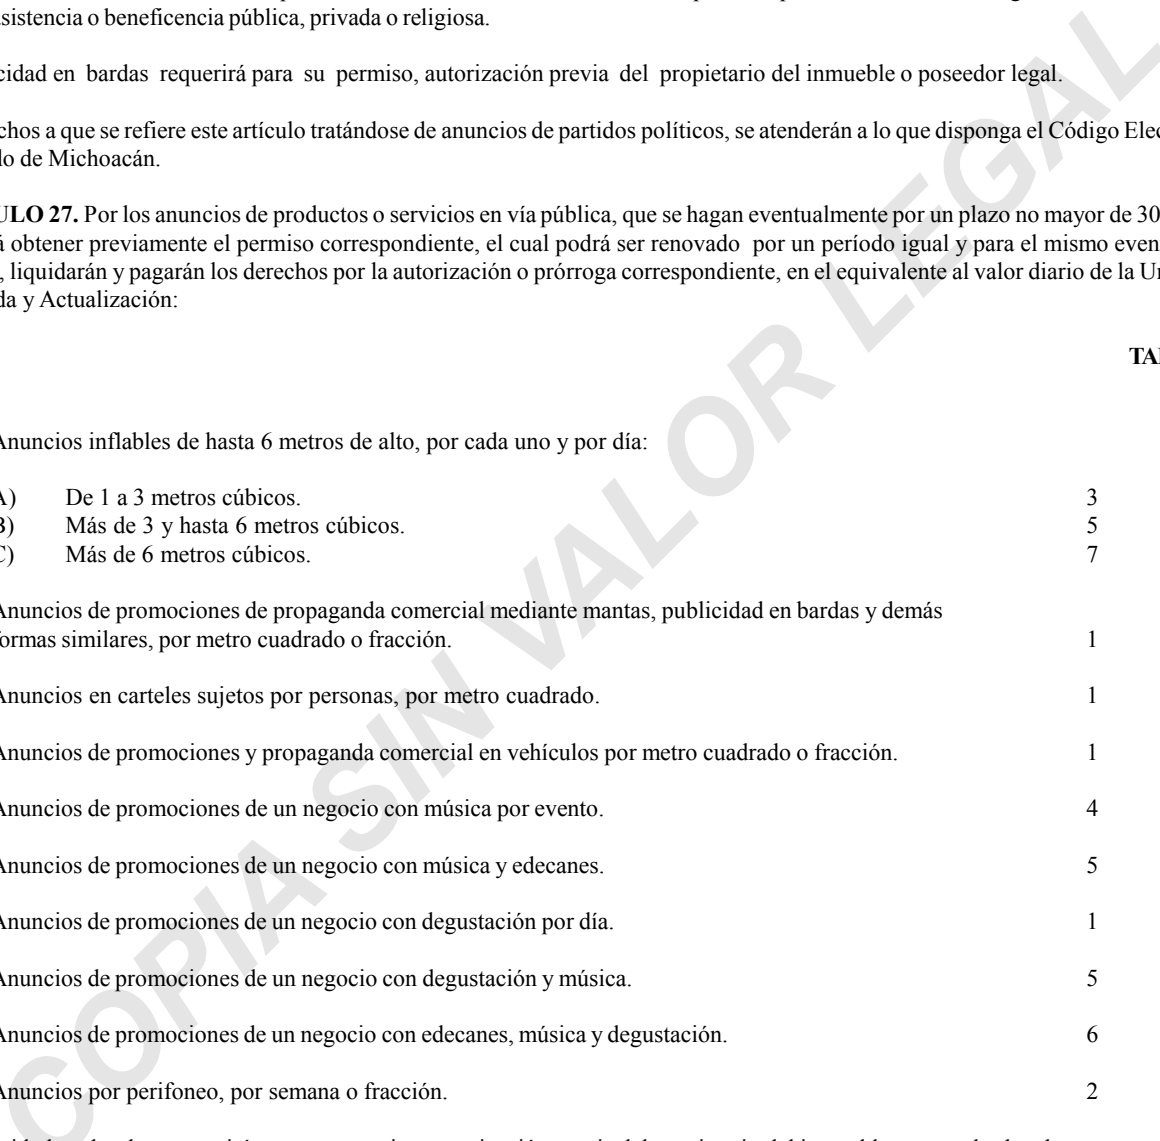 sistencia o beneficencia pública, privada o religiosa.
cidad en bardas requerirá para su permiso, autorización previa del propietario del inmueble o poseedor legal.
chos a que se refiere este artículo tratándose de anuncios de partidos políticos, se atenderán a lo que disponga el Código Elec
do de Michoacán.
ULO 27. Por los anuncios de productos o servicios en vía pública, que se hagan eventualmente por un plazo no mayor de 30
á obtener previamente el permiso correspondiente, el cual podrá ser renovado por un período igual y para el mismo even
, liquidarán y pagarán los derechos por la autorización o prórroga correspondiente, en el equivalente al valor diario de la Un
da y Actualización:
TAR
Anuncios inflables de hasta 6 metros de alto, por cada uno y por día:
A) De 1 a 3 metros cúbicos. 3
B) Más de 3 y hasta 6 metros cúbicos. 5
C) Más de 6 metros cúbicos. 7
Anuncios de promociones de propaganda comercial mediante mantas, publicidad en bardas y demás
formas similares, por metro cuadrado o fracción. 1
Anuncios en carteles sujetos por personas, por metro cuadrado. 1
Anuncios de promociones y propaganda comercial en vehículos por metro cuadrado o fracción. 1
Anuncios de promociones de un negocio con música por evento. 4
Anuncios de promociones de un negocio con música y edecanes. 5
Anuncios de promociones de un negocio con degustación por día. 1
Anuncios de promociones de un negocio con degustación y música. 5
Anuncios de promociones de un negocio con edecanes, música y degustación. 6
Anuncios por perifoneo, por semana o fracción. 2
COPIA SIN VALOR LEGAL